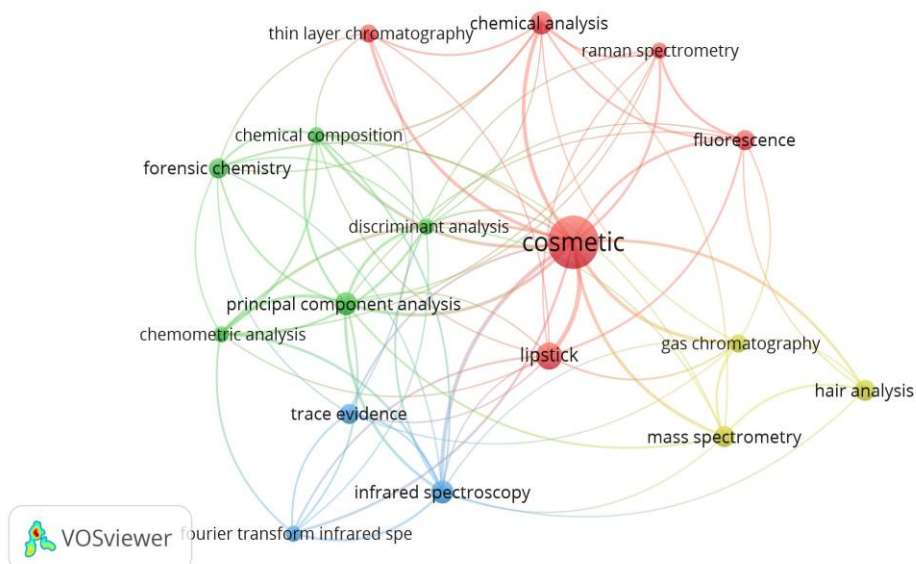 chemical analysis
thin layer chromatography
raman spectrometry
chemical composition
fluorescence
forensic chemistry
discriminant analysis
cosmetic
principal component analysis
chemometric analysis
gas chromatography
lipstick
hair analysis
trace evidence
mass spectrometry
infrared spectroscopy
fourier transform infrared spe
VOSviewer